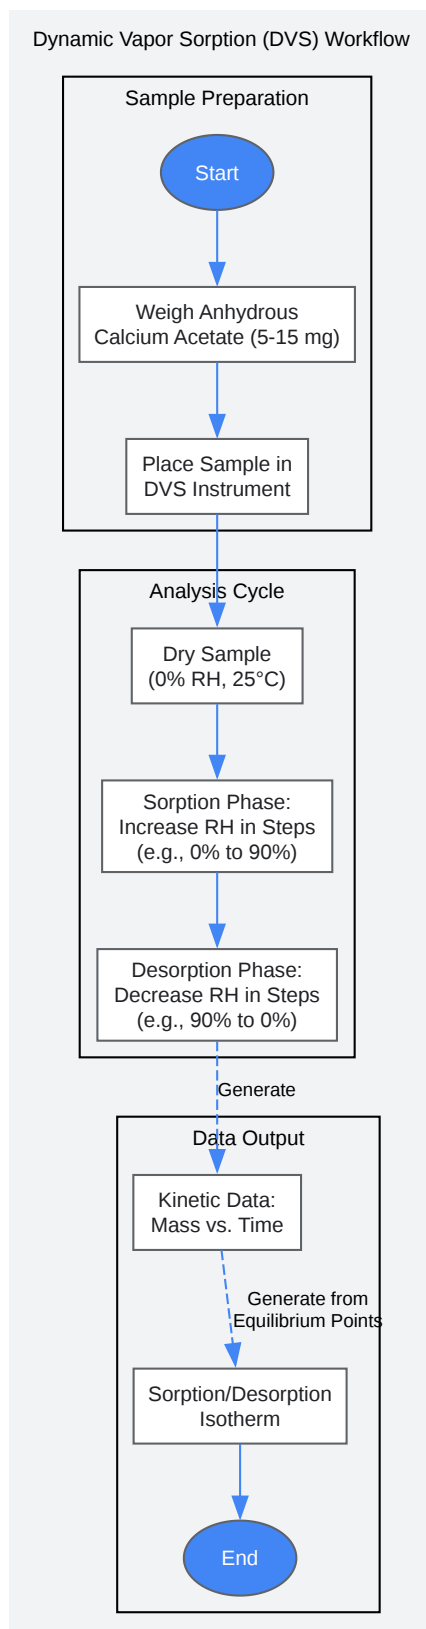 Dynamic Vapor Sorption (DVS) Workflow
Sample Preparation
Start
Weigh Anhydrous
Calcium Acetate (5-15 mg)
Place Sample in
DVS Instrument
Analysis Cycle
Dry Sample
(0% RH, 25°C)
Sorption Phase:
Increase RH in Steps
(e.g., 0% to 90%)
Desorption Phase:
Decrease RH in Steps
(e.g., 90% to 0%)
Generate
Data Output
Kinetic Data:
Mass vs. Time
Generate from
Equilibrium Points
Sorption/Desorption
Isotherm
End